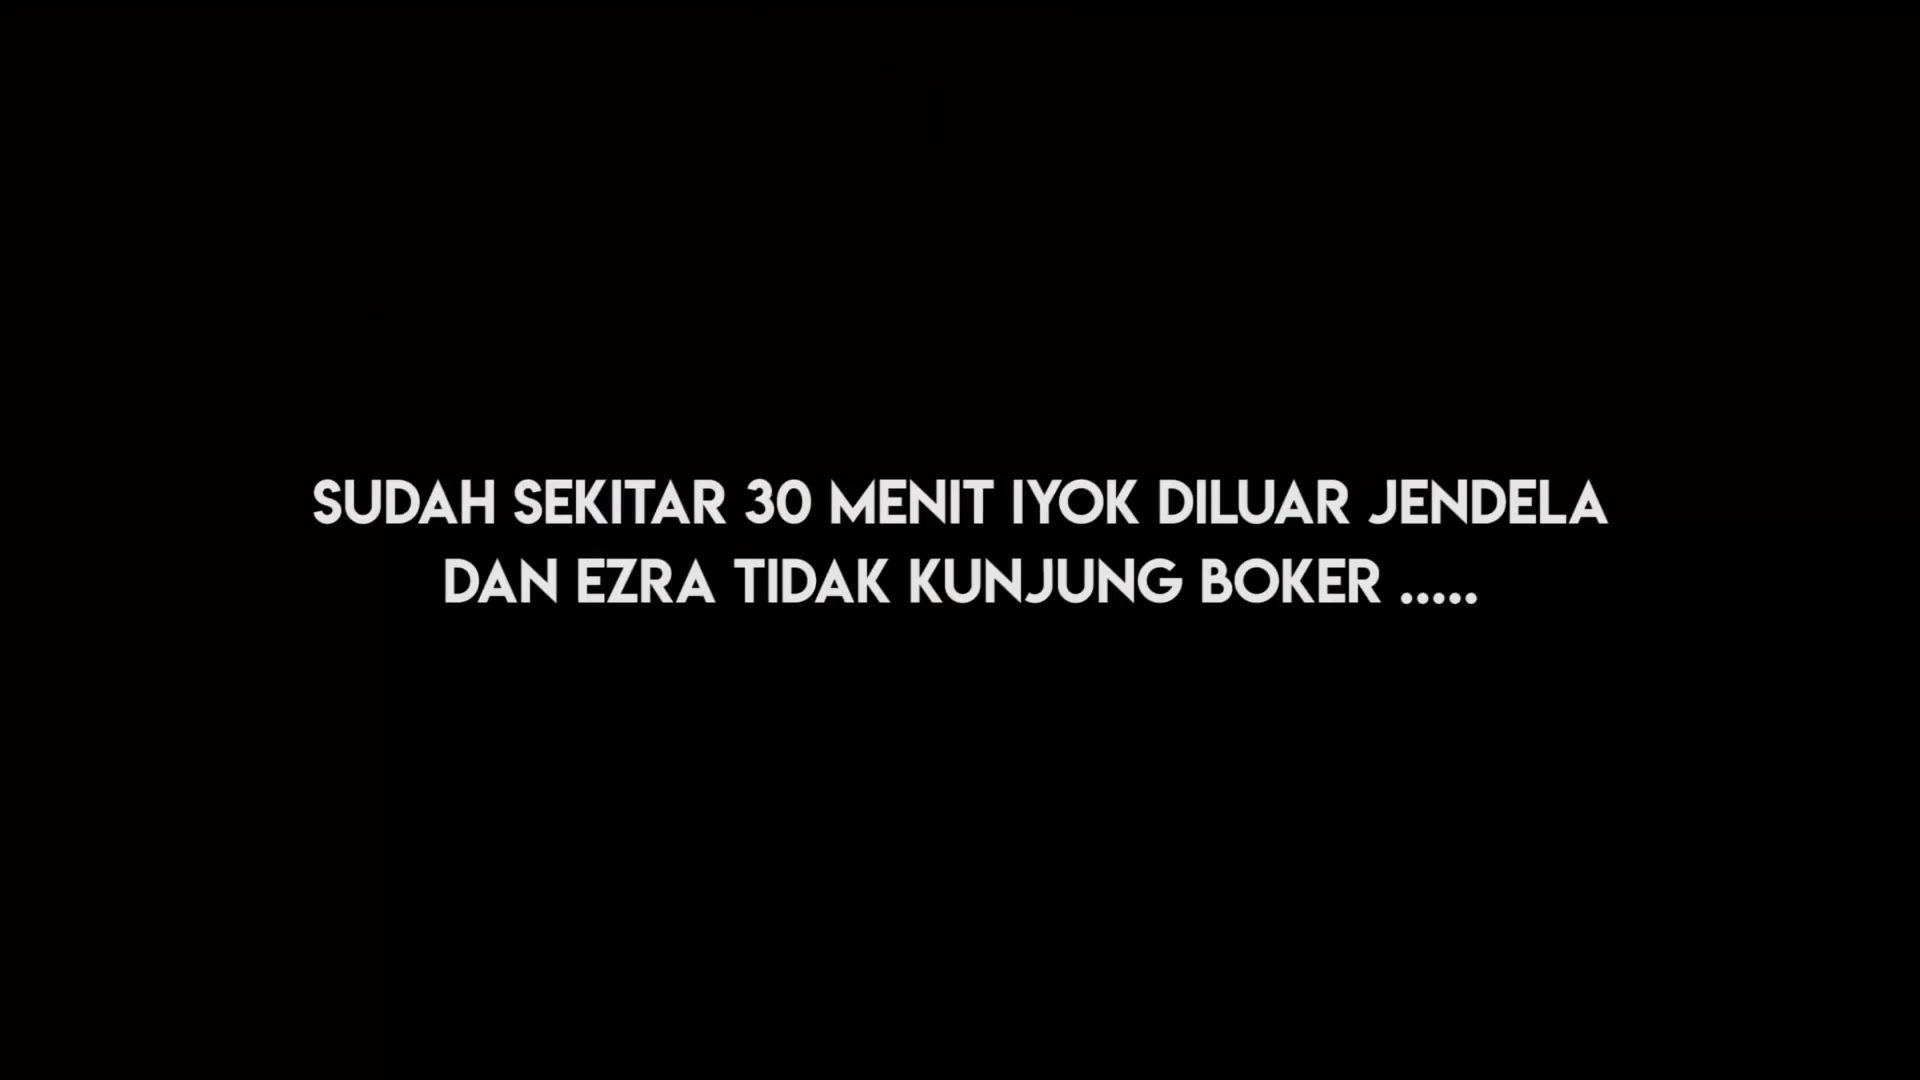 SUDAH SEKITAR 30 MENIT IYOK DILUAR JENDELA
DAN EZRA TIDAK KUNJUNG BOKER .....